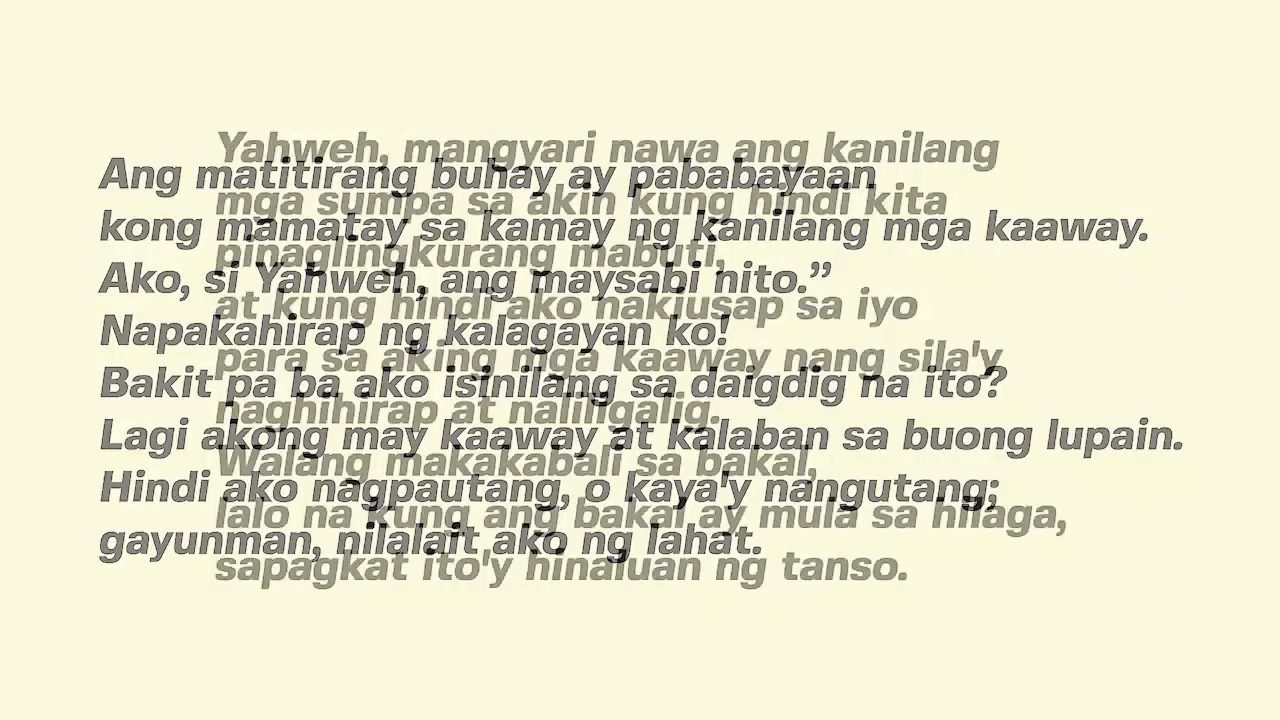 Ang matitirang buhay ay pababayaan
kong mamatay sa kamay ng kanilang mga kaaway.
Ako, si Yahweh, ang maysabi nito.”
Napakahirap ng kalagayan ko!
Bakit pa ba ako isinilang sa daigdig na ito?
Lagi akong may kaaway at kalaban sa buong lupain.
Hindi ako nagpautang, o kaya'y nangutang;
gayunman, nilalait ako ng lahat.
Yahweh, mangyari nawa ang kanilang
mga sumpa sa akin kung hindi kita
pinaglingkurang mabuti,
at kung hindi ako nakiusap sa iyo
para sa aking mga kaaway nang sila'y
naghihirap at naliligalig.
Walang makakabali sa bakal,
lalo na kung ang bakal ay mula sa hilaga,
sapagkat ito'y hinaluan ng tanso.